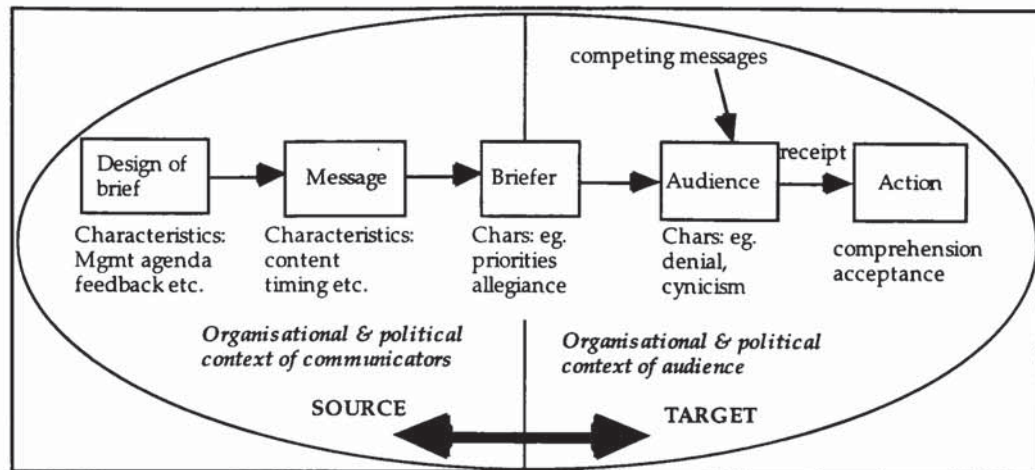 competing messages
Design of
brief
Message
Briefer
Audience
receipt
Action
Characteristics:
Mgmt agenda
feedback etc.
Characteristics:
content
timing etc.
Chars: eg.
priorities
allegiance
Chars: eg.
denial,
cynicism
comprehension
acceptance
Organisational & political
context of communicators
Organisational & political
context of audience
SOURCE
TARGET